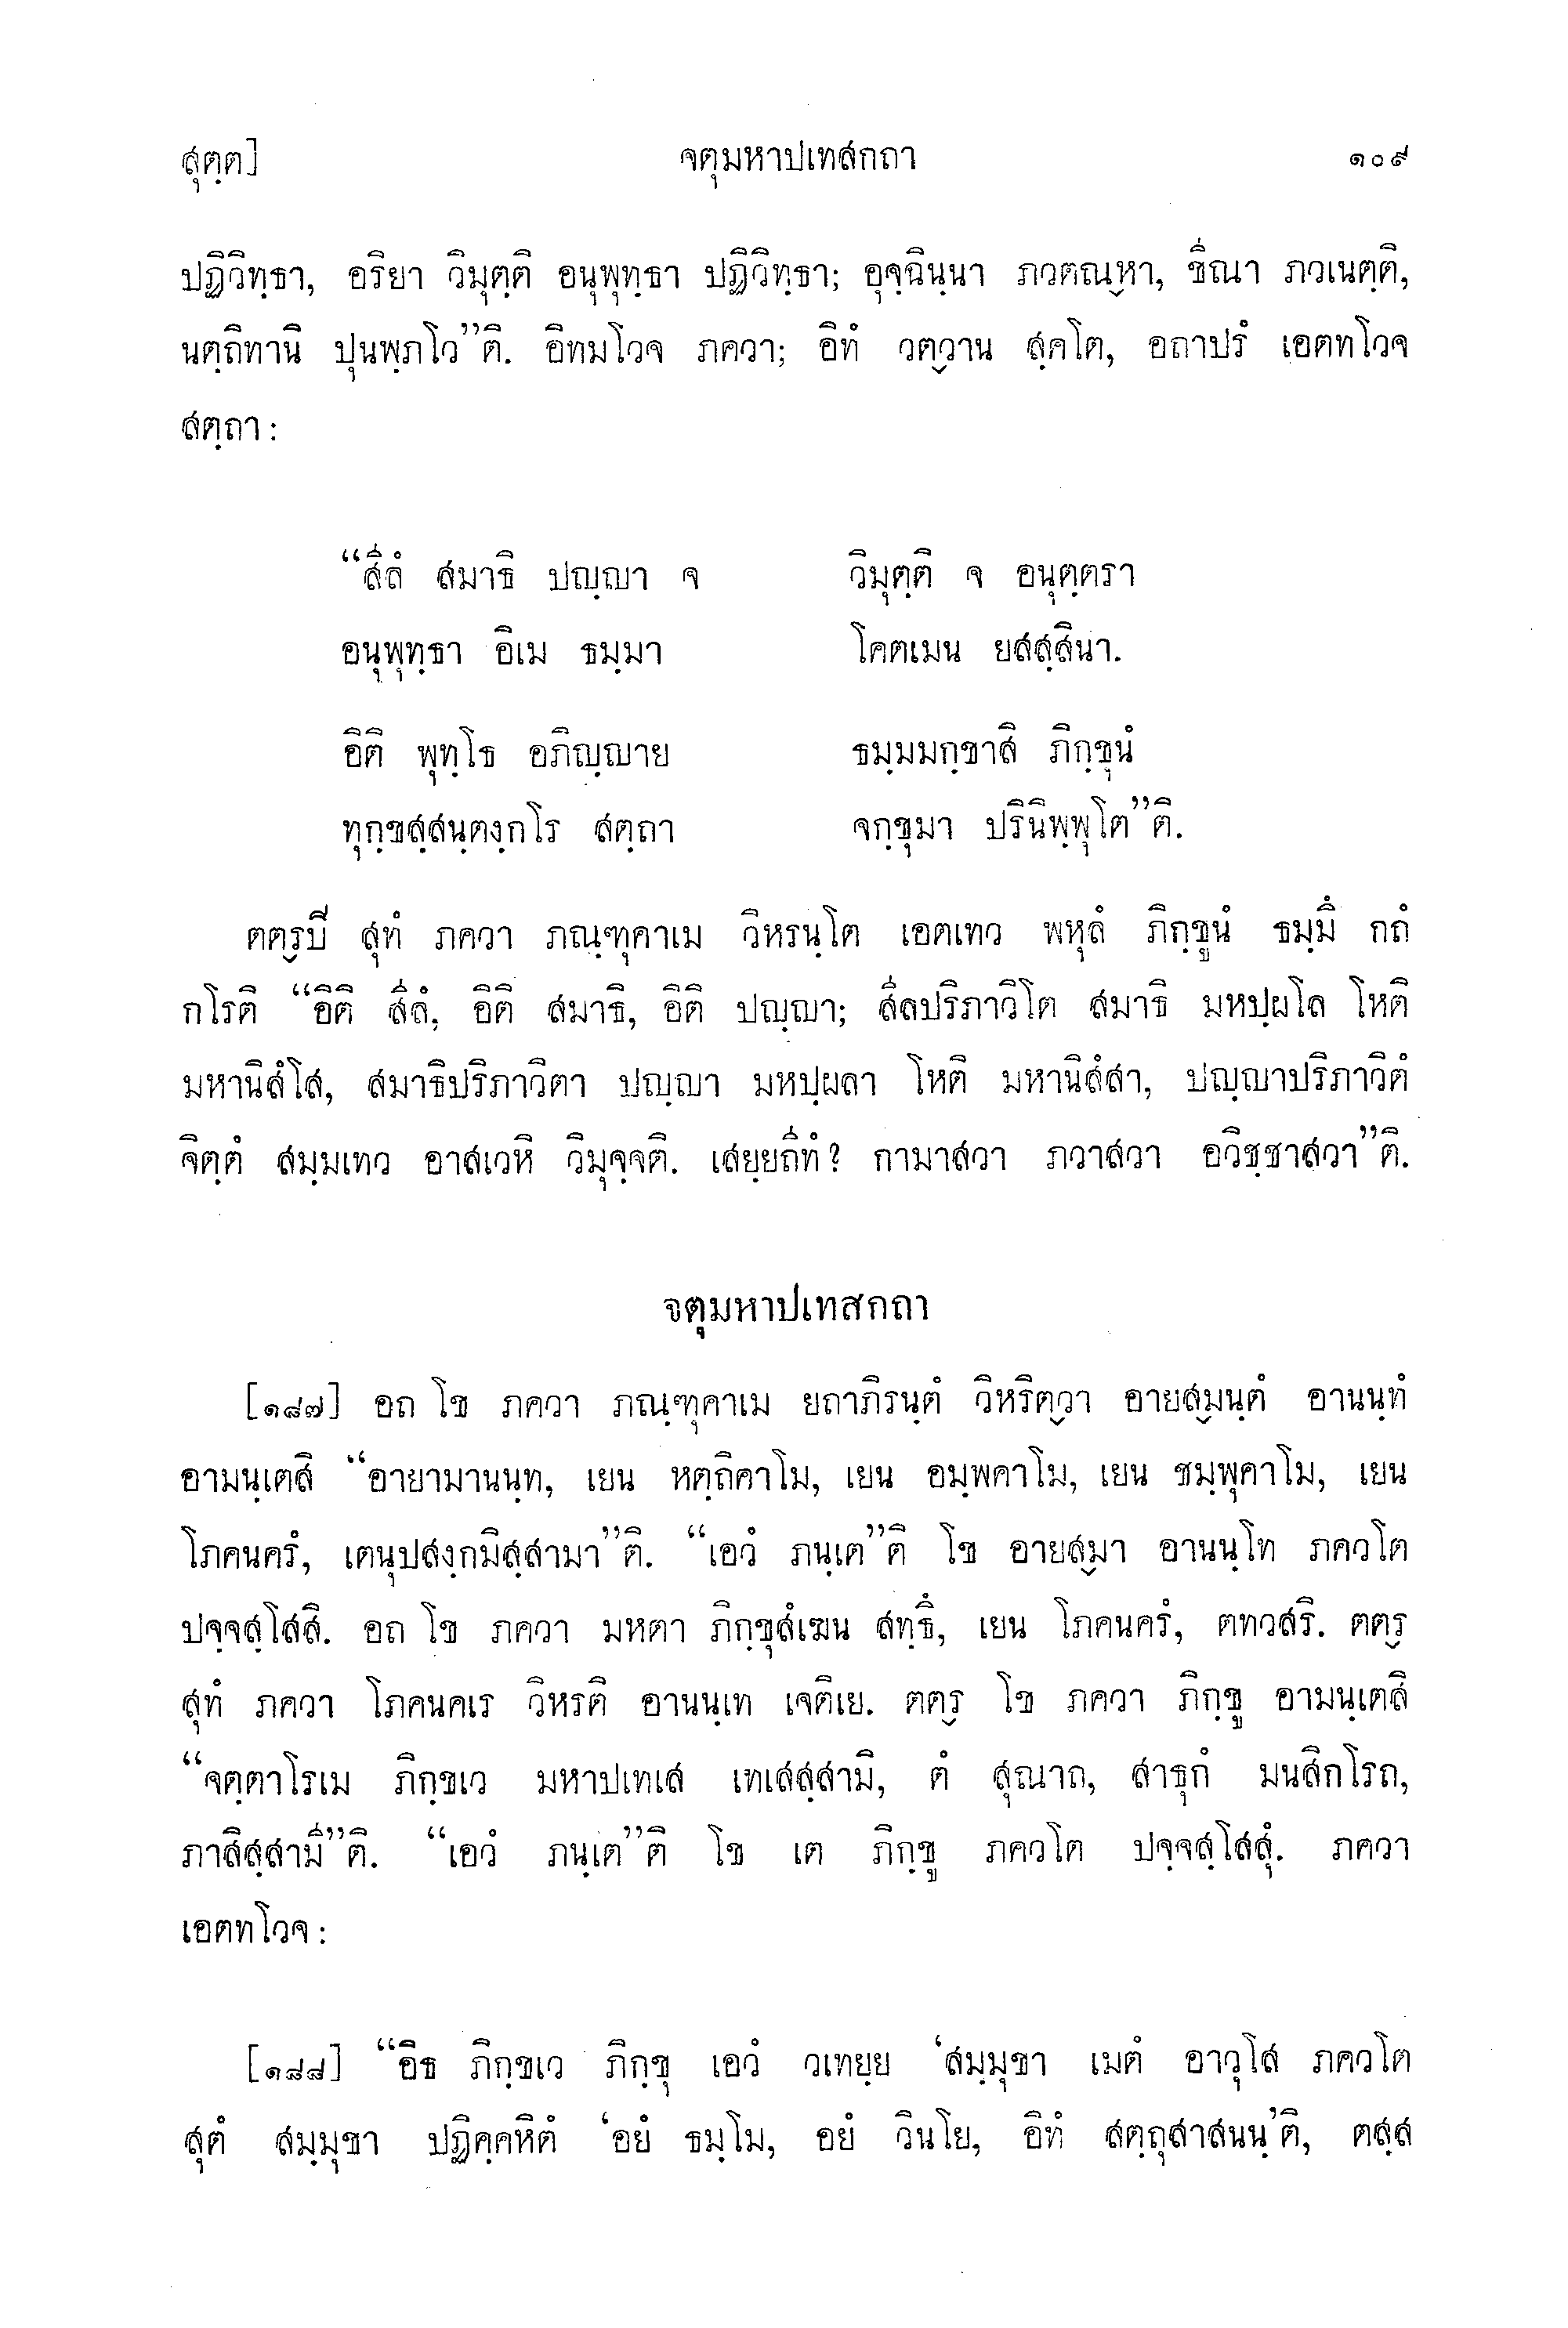 สุตฺต] จตุมหาปเทสกถา ๑๐๙
ปฏิวิทฺธา, อริยา วิมุตฺติ อนุพุทฺธา ปฏิวิทฺธา; อุจฺฉินฺนา ภวตณฺหา, ขีณา ภวเนตฺติ,
นตฺถิทานิ ปุนพฺภโว”ติ. อิทมโวจ ภควา; อิทํ วตฺวาน สุคโต, อถาปรํ เอตทโวจ
สตฺถา:
“สีลํ สมาธิ ปญฺญา จ วิมุตฺติ จ อนุตฺตรา
อนุพุทฺธา อิเม ธมฺมา โคตเมน ยสสฺสินา.
อิติ พุทฺโธ อภิญฺญาย ธมฺมมกฺขาสิ ภิกฺขุนํ
ทุกฺขสฺสนฺตงฺกโร สตฺถา จกฺขุมา ปรินิพฺพุโต”ติ.
ตตฺรปิ สุทํ ภควา ภณฺฑุคาเม วิหรนฺโต เอตเทว พหุลํ ภิกฺขูนํ ธมฺมึ กถํ
กโรติ “อิติ สีลํ, อิติ สมาธิ, อิติ ปญฺญา; สีลปริภาวิโต สมาธิ มหปฺผโล โหติ
มหานิสํโส, สมาธิปริภาวิตา ปญฺญา มหปฺผลา โหติ มหานิสํสา, ปญฺญาปริภาวิตํ
จิตฺตํ สมฺมเทว อาสเวหิ วิมุจฺจติ. เสยฺยถีทํ? กามาสวา ภวาสวา อวิชฺชาสวา”ติ.
จตุมหาปเทสกถา
[๑๘๗] อถ โข ภควา ภณฺฑุคาเม ยถาภิรนฺตํ วิหริตฺวา อายสฺมนฺตํ อานนฺทํ
อามนฺเตสิ “อายามานนฺท, เยน หตฺถิคาโม, เยน อมฺพคาโม, เยน ชมฺพุคาโม, เยน
โภคนครํ, เตนุปสงฺกมิสฺสามา”ติ. “เอวํ ภนฺเต”ติ โข อายสฺมา อานนฺโท ภควโต
ปจฺจสฺโสสิ. อถ โข ภควา มหตา ภิกฺขุสํเฆน สทฺธึ, เยน โภคนครํ, ตทวสริ. ตตฺร
สุทํ ภควา โภคนคเร วิหรติ อานนฺเท เจติเย. ตตฺร โข ภควา ภิกฺขู อามนฺเตสิ
“จตฺตาโรเม ภิกฺขเว มหาปเทเส เทเสสฺสามิ, ตํ สุณาถ, สาธุกํ มนสิกโรถ,
ภาสิสฺสามี”ติ. “เอวํ ภนฺเต”ติ โข เต ภิกฺขู ภควโต ปจฺจสฺโสสุํ. ภควา
เอตทโวจ:
[๑๘๘] “อิธ ภิกฺขเว ภิกฺขุ เอวํ วเทยฺย ‘สมฺมุขา เมตํ อาวุโส ภควโต
สุตํ สมฺมุขา ปฏิคฺคหิตํ ‘อยํ ธมฺโม, อยํ วินโย, อิทํ สตฺถุสาสนนฺ’ติ, ตสฺส